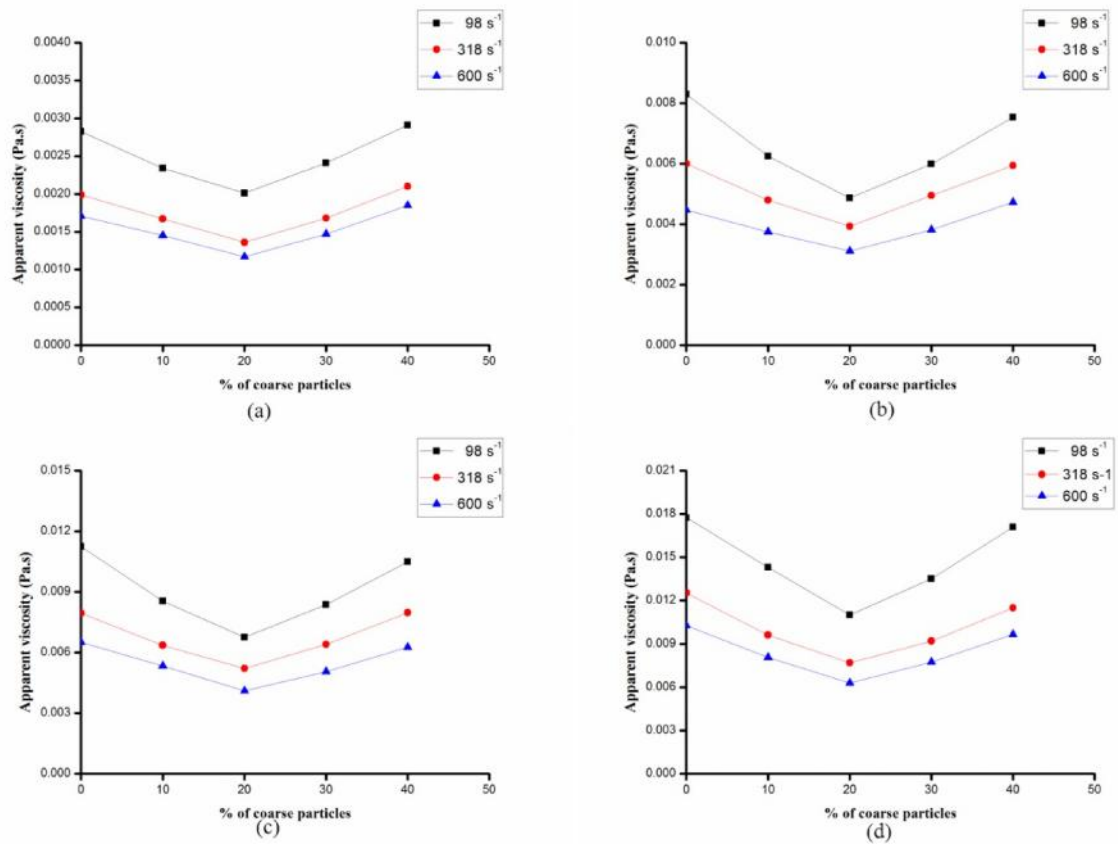 98 s⁻¹
318 s⁻¹
600 s⁻¹
0.0040
0.0035
0.0030
0.0025
0.0020
0.0015
0.0010
0.0005
0.0000
Apparent viscosity (Pa.s)
0 10 20 30 40 50
% of coarse particles
(a)
98 s⁻¹
318 s⁻¹
600 s⁻¹
0.010
0.008
0.006
0.004
0.002
0.000
Apparent viscosity (Pa.s)
0 10 20 30 40 50
% of coarse particles
(b)
98 s⁻¹
318 s⁻¹
600 s⁻¹
0.015
0.012
0.009
0.006
0.003
0.000
Apparent viscosity (Pa.s)
0 10 20 30 40 50
% of coarse particles
(c)
98 s⁻¹
318 s-1
600 s⁻¹
0.021
0.018
0.015
0.012
0.009
0.006
0.003
0.000
Apparent viscosity (Pa.s)
0 10 20 30 40 50
% of coarse particles
(d)